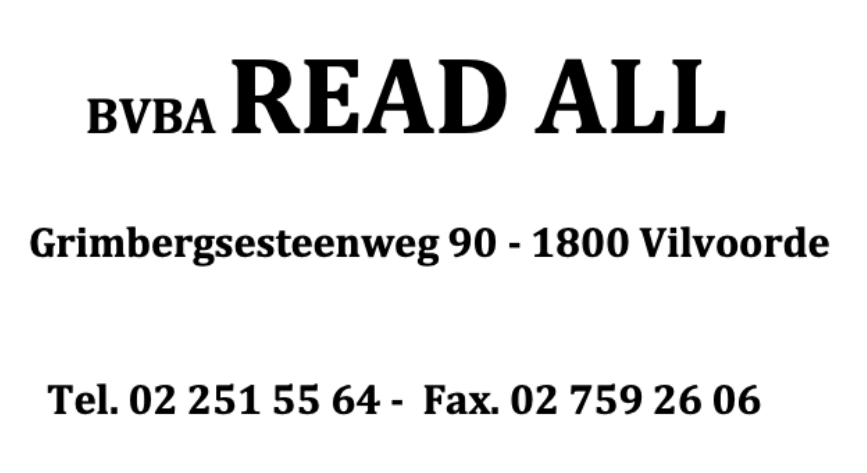 BVBA READ ALL
Grimbergsesteenweg 90 - 1800 Vilvoorde
Tel. 02 251 55 64 - Fax. 02 759 26 06